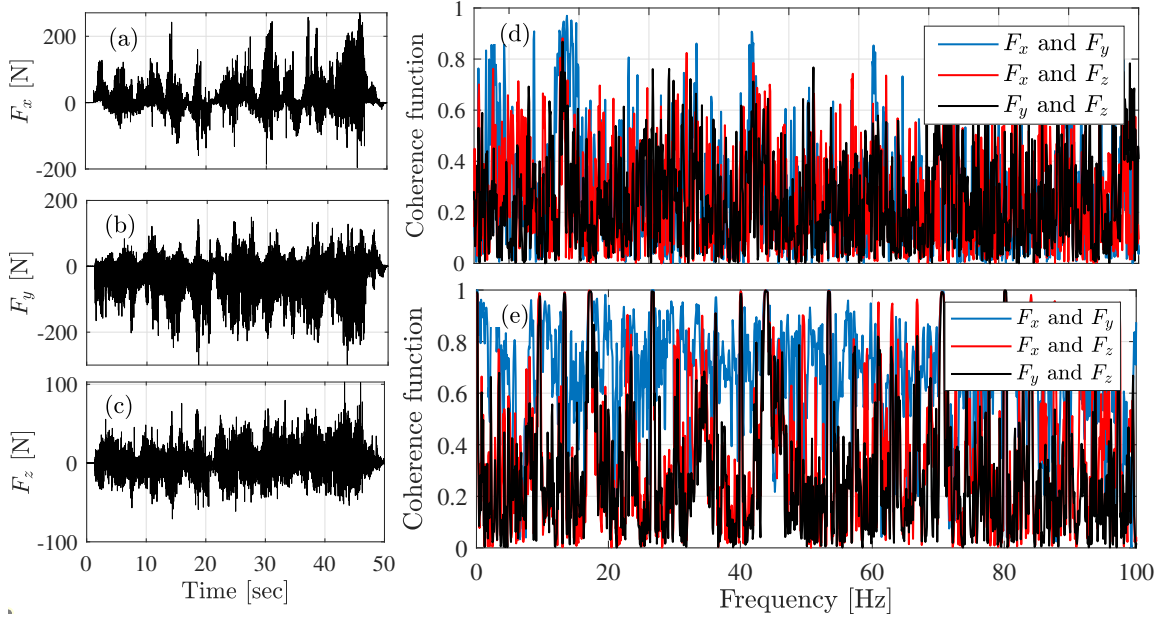 (a)
200
0
-200
F_x [N]
(b)
200
0
-200
F_y [N]
(c)
100
0
-100
F_z [N]
0 10 20 30 40 50
Time [sec]
(d)
1
0.8
0.6
0.4
0.2
0
Coherence function
F_x and F_y
F_x and F_z
F_y and F_z
(e)
1
0.8
0.6
0.4
0.2
0
Coherence function
F_x and F_y
F_x and F_z
F_y and F_z
0 20 40 60 80 100
Frequency [Hz]